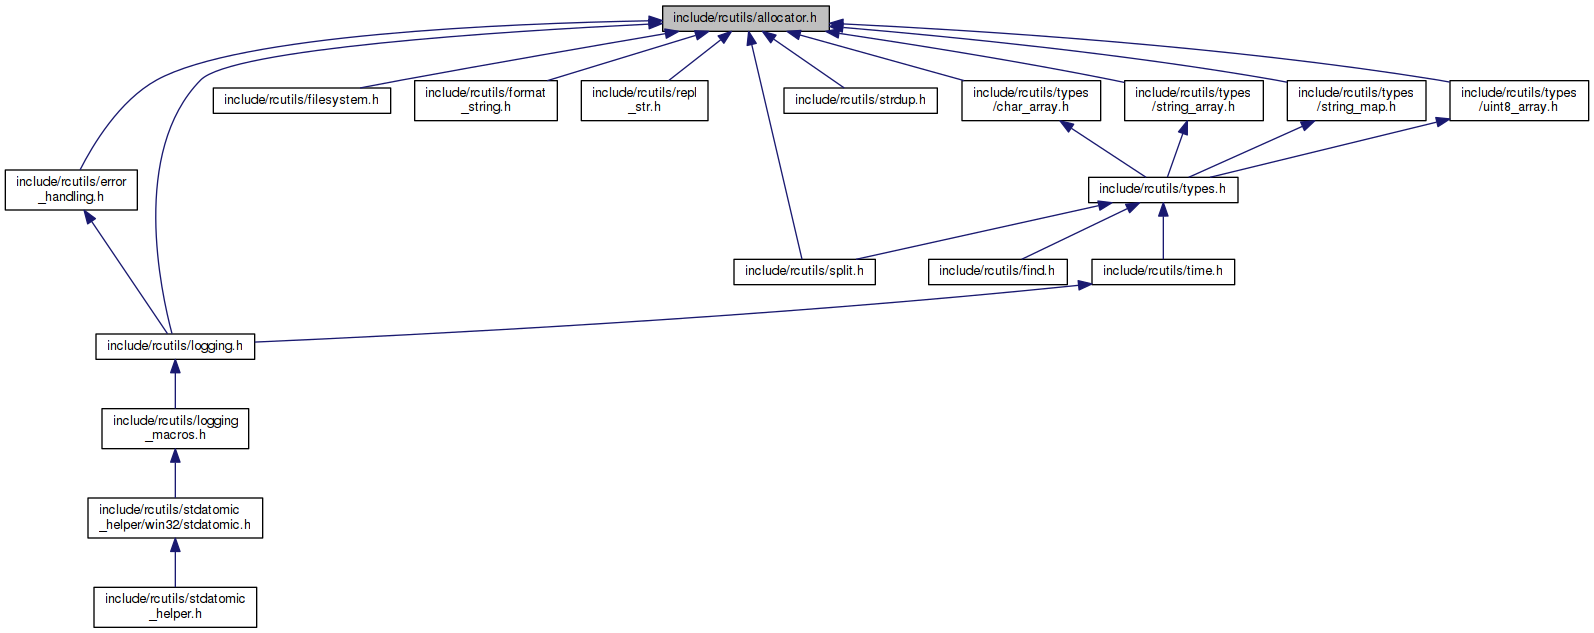 include/rcutils/allocator.h
include/rcutils/filesystem.h
include/rcutils/format
_string.h
include/rcutils/repl
_str.h
include/rcutils/strdup.h
include/rcutils/types
/char_array.h
include/rcutils/types
/string_array.h
include/rcutils/types
/string_map.h
include/rcutils/types
/uint8_array.h
include/rcutils/error
_handling.h
include/rcutils/types.h
include/rcutils/split.h
include/rcutils/find.h
include/rcutils/time.h
include/rcutils/logging.h
include/rcutils/logging
_macros.h
include/rcutils/stdatomic
_helper/win32/stdatomic.h
include/rcutils/stdatomic
_helper.h